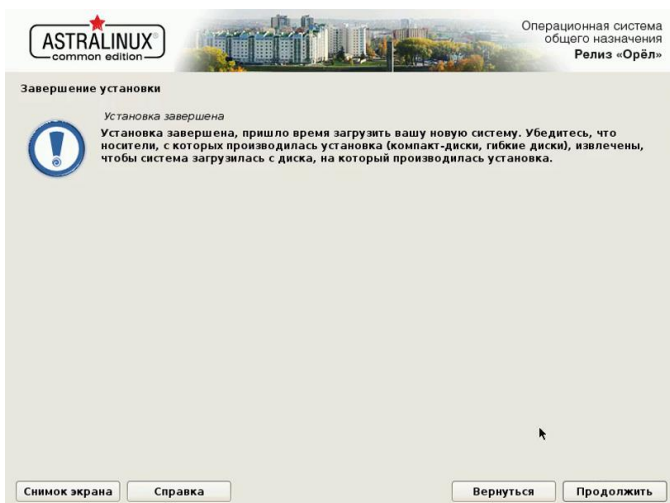 ASTRALINUX®
common edition
Операционная система
общего назначения
Релиз «Орёл»
Завершение установки
Установка завершена
Установка завершена, пришло время загрузить вашу новую систему. Убедитесь, что
носители, с которых производилась установка (компакт-диски, гибкие диски), извлечены,
чтобы система загрузилась с диска, на который производилась установка.
Снимок экрана
Справка
Вернуться
Продолжить